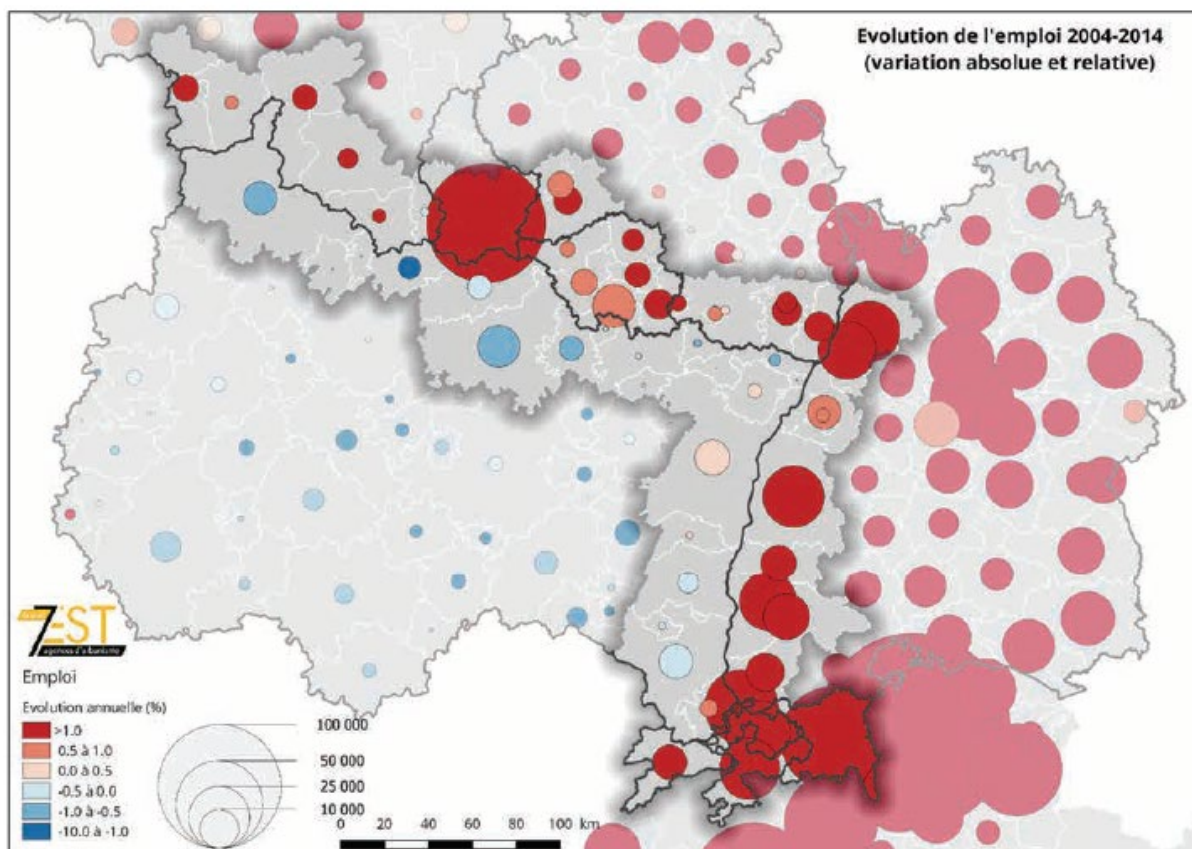 Evolution de l'emploi 2004-2014
(variation absolue et relative)
7EST
agences d'urbanisme
Emploi
Evolution annuelle (%)
>1.0
0.5 à 1.0
0.0 à 0.5
-0.5 à 0.0
-1.0 à -0.5
-10.0 à -1.0
100 000
50 000
25 000
10 000
0 20 40 60 80 100 km